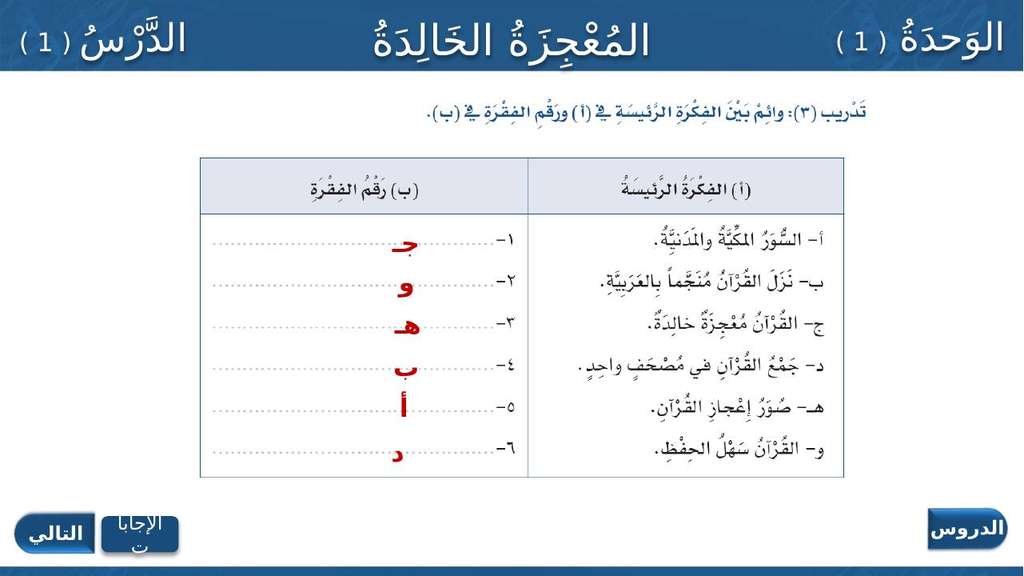 الوَحدَةُ ( 1 )
المُعْجِزَةُ الخَالِدَةُ
الدَّرْسُ ( 1 )
تَدْريب (٣): وائِمْ بَيْنَ الفِكْرَةِ الرَّئيسَةِ في (أ) ورَقْمِ الفِقْرَةِ في (ب).
(أ) الفِكْرَةُ الرَّئيسَةُ (ب) رَقْمُ الفِقْرَةِ
أ- السُّوَرُ المَكِّيَّةُ والمَدَنيَّةُ. ١- جـ
ب- نَزَلَ القُرْآنُ مُنَجَّماً بِالعَرَبِيَّةِ. ٢- و
ج- القُرْآنُ مُعْجِزَةٌ خالِدَةٌ. ٣- هـ
د- جَمْعُ القُرْآنِ في مُصْحَفٍ واحِدٍ. ٤- ب
هـ- صُوَرُ إِعْجازِ القُرْآنِ. ٥- أ
و- القُرْآنُ سَهْلُ الحِفْظِ. ٦- د
الدروس
الإجابات
التالي